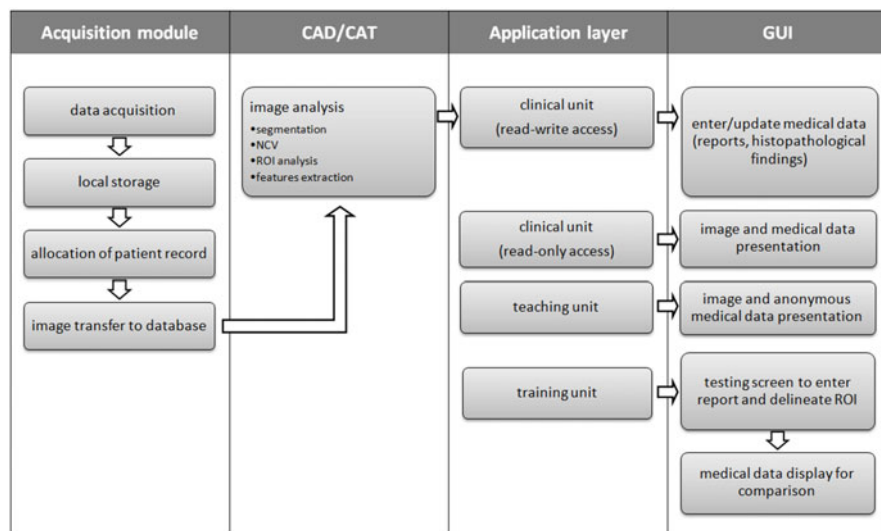 Acquisition module
CAD/CAT
Application layer
GUI
data acquisition
local storage
allocation of patient record
image transfer to database
image analysis
•segmentation
•NCV
•ROI analysis
•features extraction
clinical unit
(read-write access)
clinical unit
(read-only access)
teaching unit
training unit
enter/update medical data
(reports, histopathological
findings)
image and medical data
presentation
image and anonymous
medical data presentation
testing screen to enter
report and delineate ROI
medical data display for
comparison